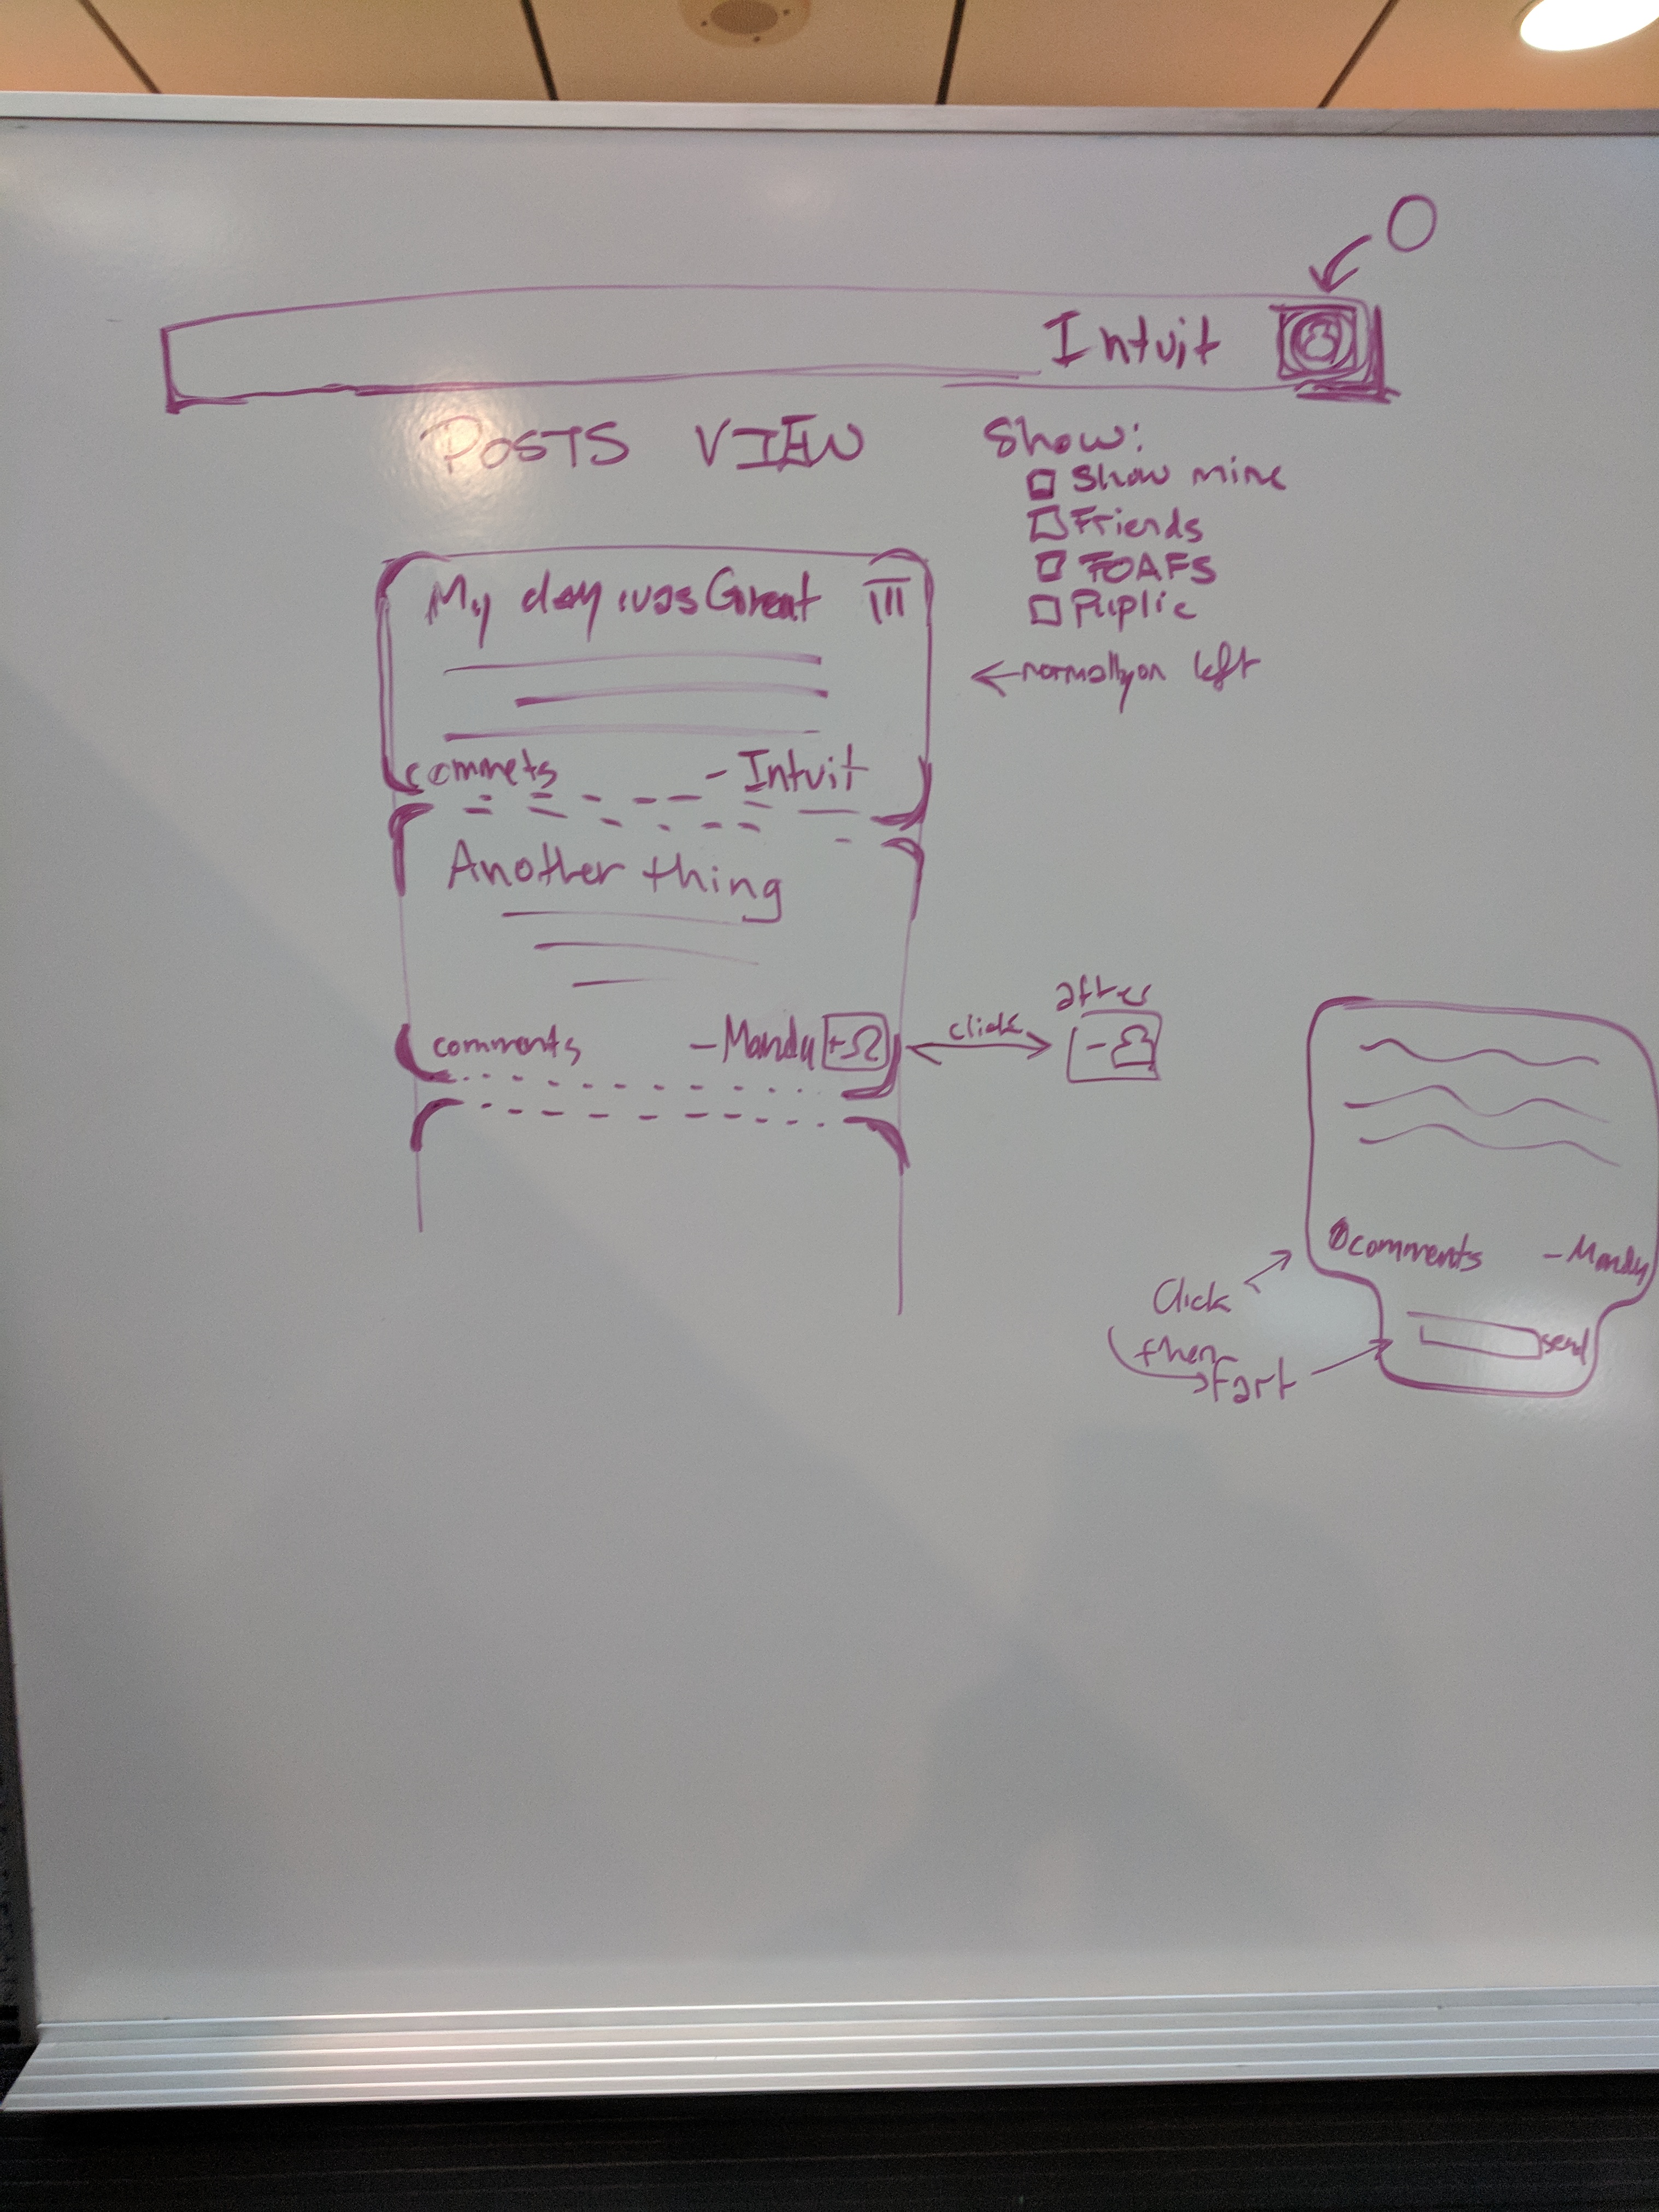 Intuit
POSTS VIEW
Show:
Show mine
Friends
FOAFS
Puplic
My day was Great
← normally on left
commets - Intuit
Another thing
after
click
comments - Mandy +
-
0 comments - Mandy
Click
then
Fart
send